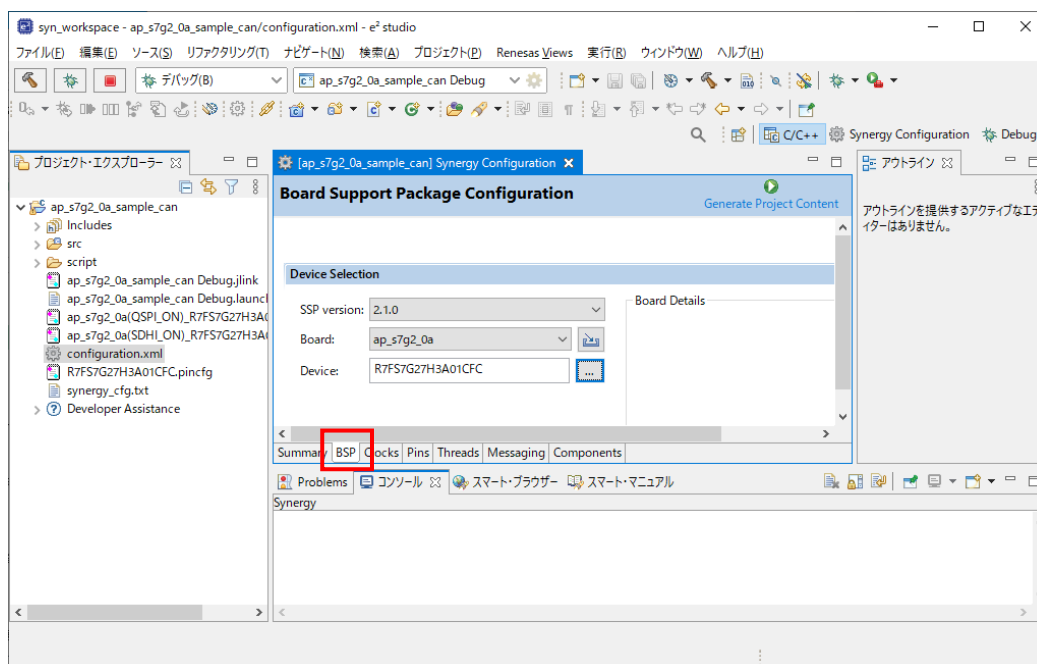 syn_workspace - ap_s7g2_0a_sample_can/configuration.xml - e² studio
ファイル(F) 編集(E) ソース(S) リファクタリング(T) ナビゲート(N) 検索(A) プロジェクト(P) Renesas Views 実行(R) ウィンドウ(W) ヘルプ(H)
デバッグ(B) ap_s7g2_0a_sample_can Debug
C/C++ Synergy Configuration Debug
プロジェクト・エクスプローラー
ap_s7g2_0a_sample_can
Includes
src
script
ap_s7g2_0a_sample_can Debug.jlink
ap_s7g2_0a_sample_can Debug.launcl
ap_s7g2_0a(QSPI_ON)_R7FS7G27H3A0
ap_s7g2_0a(SDHI_ON)_R7FS7G27H3A
configuration.xml
R7FS7G27H3A01CFC.pincfg
synergy_cfg.txt
Developer Assistance
[ap_s7g2_0a_sample_can] Synergy Configuration
Board Support Package Configuration
Generate Project Content
Device Selection
SSP version: 2.1.0
Board: ap_s7g2_0a
Device: R7FS7G27H3A01CFC ...
Board Details
Summary BSP Clocks Pins Threads Messaging Components
アウトライン
アウトラインを提供するアクティブなエデ
ィターはありません。
Problems コンソール スマート・ブラウザー スマート・マニュアル
Synergy